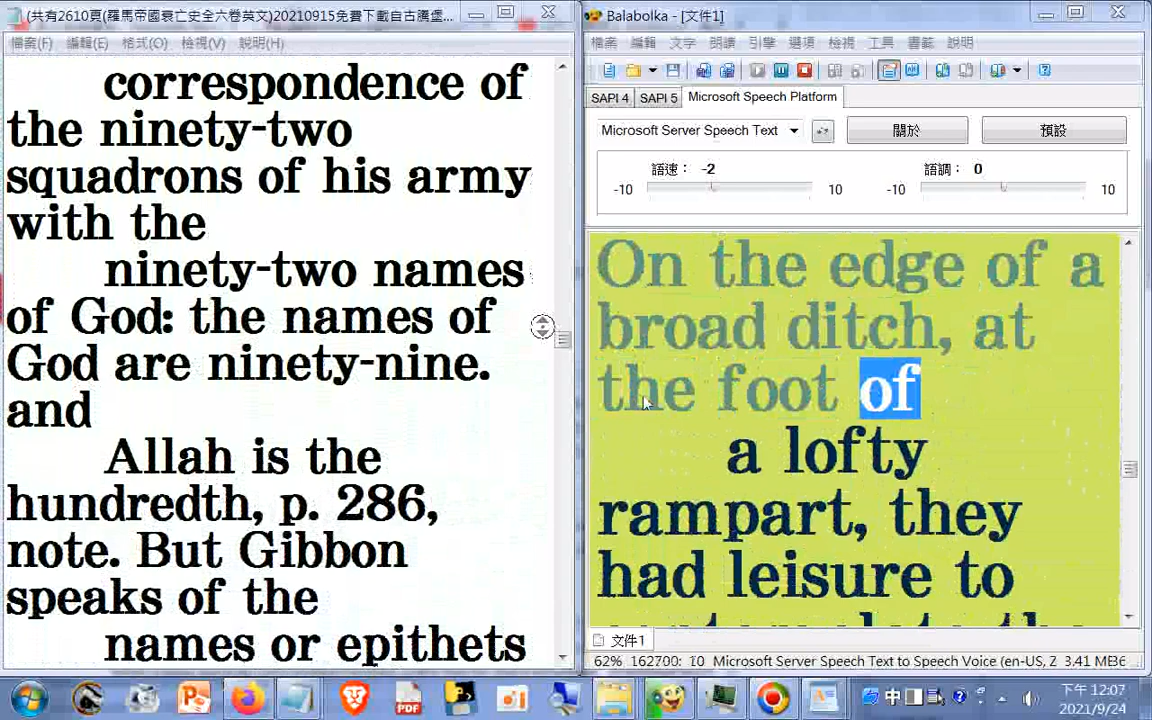 (共有2610頁(羅馬帝國衰亡史全六卷英文)20210915免費下載自古騰堡...
檔案(F) 編輯(E) 格式(O) 檢視(V) 說明(H)
correspondence of
the ninety-two
squadrons of his army
with the
ninety-two names
of God: the names of
God are ninety-nine.
and
Allah is the
hundredth, p. 286,
note. But Gibbon
speaks of the
names or epithets
Balabolka - [文件1]
檔案 編輯 文字 朗讀 引擎 選項 檢視 工具 書籤 說明
SAPI 4 SAPI 5 Microsoft Speech Platform
Microsoft Server Speech Text 關於 預設
語速： -2 語調： 0
-10 10 -10 10
On the edge of a
broad ditch, at
the foot of
a lofty
rampart, they
had leisure to
文件1
62% 162700: 10 Microsoft Server Speech Text to Speech Voice (en-US, Z 3.41 MB
中
下午 12:07
2021/9/24